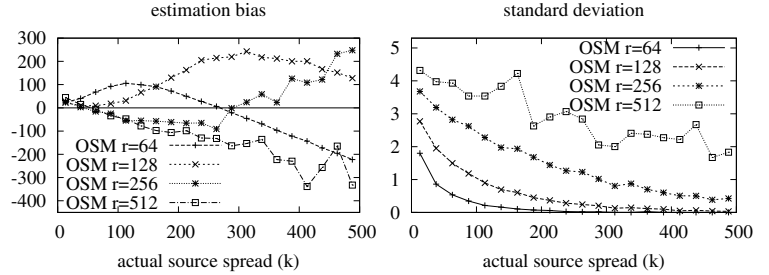 estimation bias
300
200
100
0
-100
-200
-300
-400
OSM r=64
OSM r=128
OSM r=256
OSM r=512
0 100 200 300 400 500
actual source spread (k)
standard deviation
5
4
3
2
1
0
OSM r=64
OSM r=128
OSM r=256
OSM r=512
0 100 200 300 400 500
actual source spread (k)